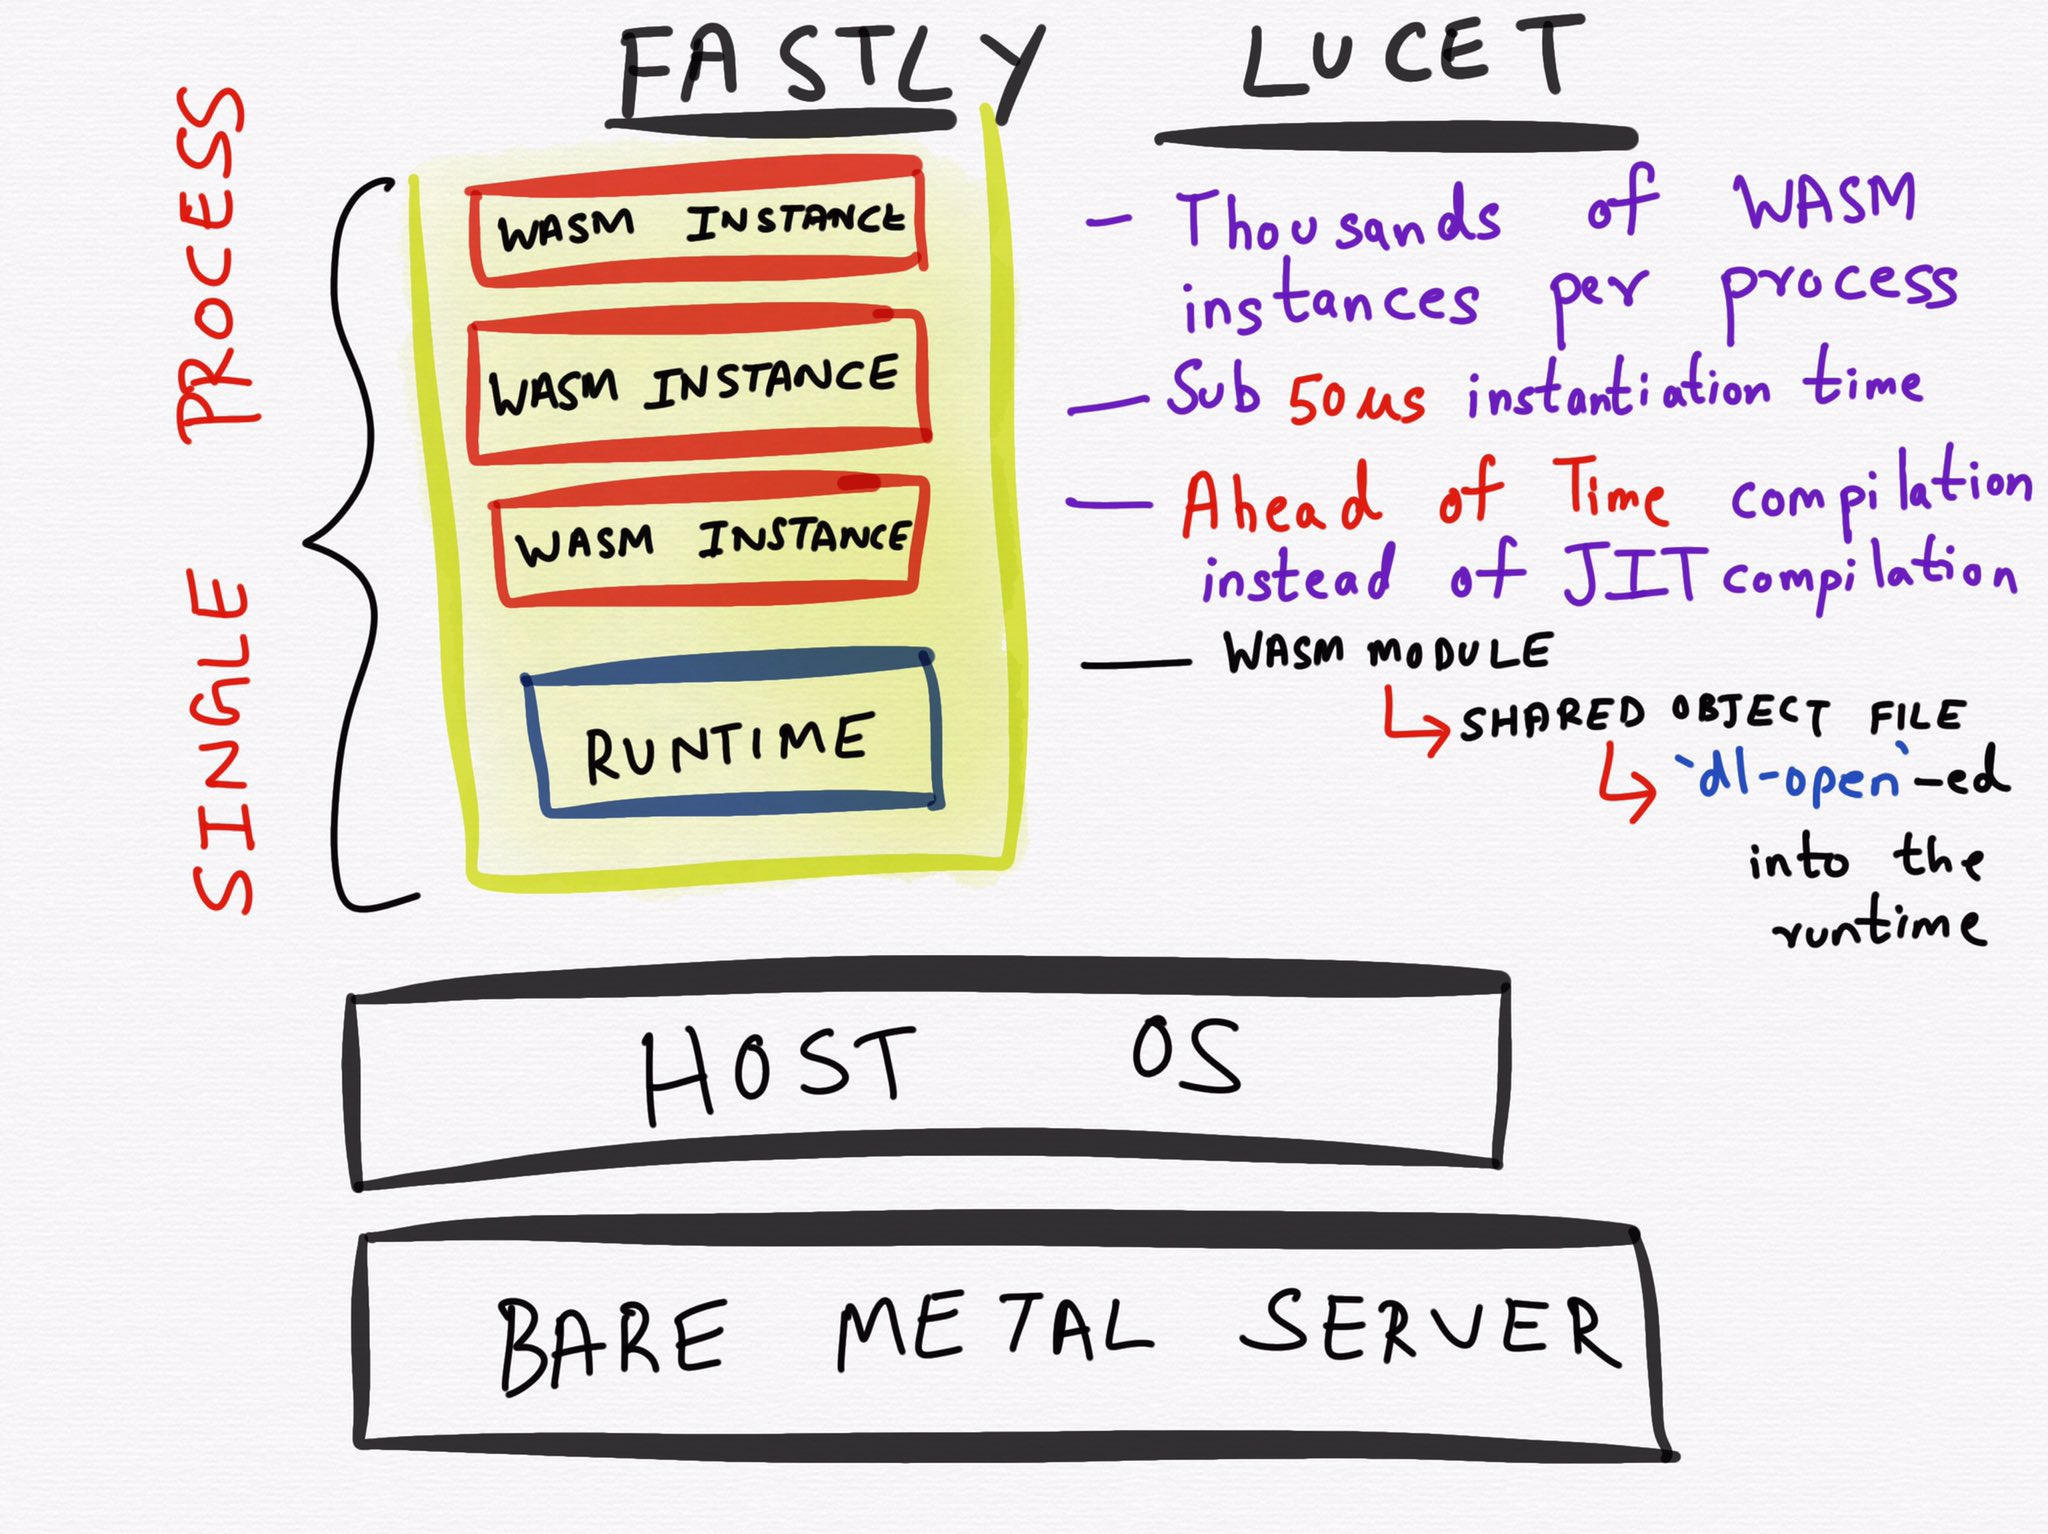 FASTLY LUCET
SINGLE PROCESS
WASM INSTANCE
WASM INSTANCE
WASM INSTANCE
RUNTIME
- Thousands of WASM
instances per process
- Sub 50us instantiation time
- Ahead of Time compilation
instead of JIT compilation
- WASM MODULE
↳ SHARED OBJECT FILE
↳ `dl-open`-ed
into the
runtime
HOST OS
BARE METAL SERVER